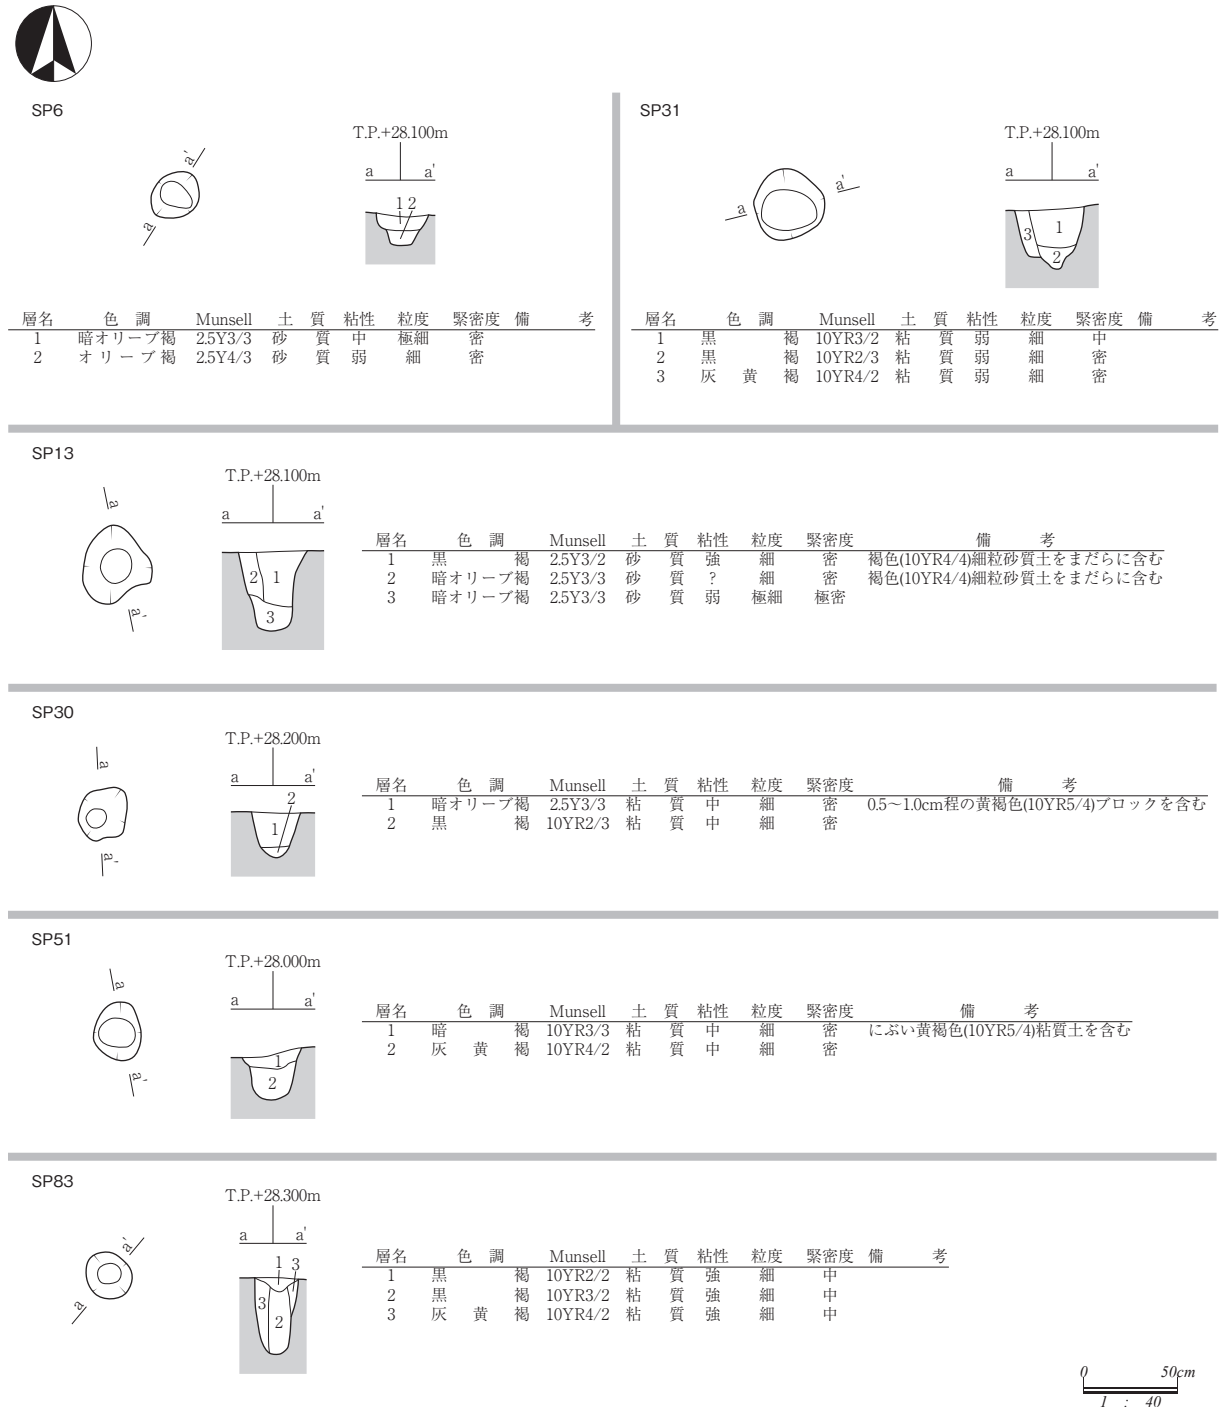 SP6
T.P.+28.100m
a a'
a a'
1 2
層名 色調 Munsell 土質 粘性 粒度 緊密度 備考
1 暗オリーブ褐 2.5Y3/3 砂質 中 極細 密
2 オリーブ褐 2.5Y4/3 砂質 弱 細 密
SP31
T.P.+28.100m
a a'
a a'
1
3
2
層名 色調 Munsell 土質 粘性 粒度 緊密度 備考
1 黒褐 10YR3/2 粘質 弱 細 中
2 黒褐 10YR2/3 粘質 弱 細 密
3 灰黄褐 10YR4/2 粘質 弱 細 密
SP13
T.P.+28.100m
a a'
a
a'
2 1
3
層名 色調 Munsell 土質 粘性 粒度 緊密度 備考
1 黒褐 2.5Y3/2 砂質 強 細 密 褐色(10YR4/4)細粒砂質土をまだらに含む
2 暗オリーブ褐 2.5Y3/3 砂質 ? 細 密 褐色(10YR4/4)細粒砂質土をまだらに含む
3 暗オリーブ褐 2.5Y3/3 砂質 弱 極細 極密
SP30
T.P.+28.200m
a a'
a
a'
2
1
層名 色調 Munsell 土質 粘性 粒度 緊密度 備考
1 暗オリーブ褐 2.5Y3/3 粘質 中 細 密 0.5～1.0cm程の黄褐色(10YR5/4)ブロックを含む
2 黒褐 10YR2/3 粘質 中 細 密
SP51
T.P.+28.000m
a a'
a
a'
1
2
層名 色調 Munsell 土質 粘性 粒度 緊密度 備考
1 暗褐 10YR3/3 粘質 中 細 密 にぶい黄褐色(10YR5/4)粘質土を含む
2 灰黄褐 10YR4/2 粘質 中 細 密
SP83
T.P.+28.300m
a a'
a'
a
1 3
3
2
層名 色調 Munsell 土質 粘性 粒度 緊密度 備考
1 黒褐 10YR2/2 粘質 強 細 中
2 黒褐 10YR3/2 粘質 強 細 中
3 灰黄褐 10YR4/2 粘質 強 細 中
0 50cm
1 : 40